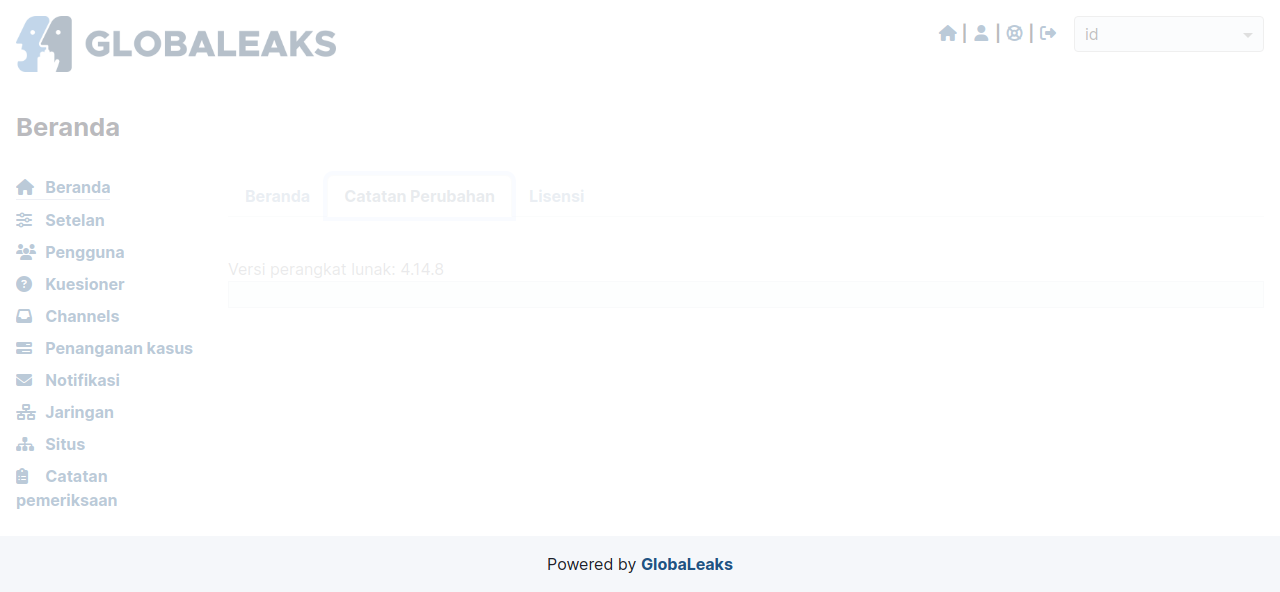 GLOBALEAKS
id
Beranda
Beranda
Setelan
Pengguna
Kuesioner
Channels
Penanganan kasus
Notifikasi
Jaringan
Situs
Catatan
pemeriksaan
Beranda Catatan Perubahan Lisensi
Versi perangkat lunak: 4.14.8
Powered by GlobaLeaks